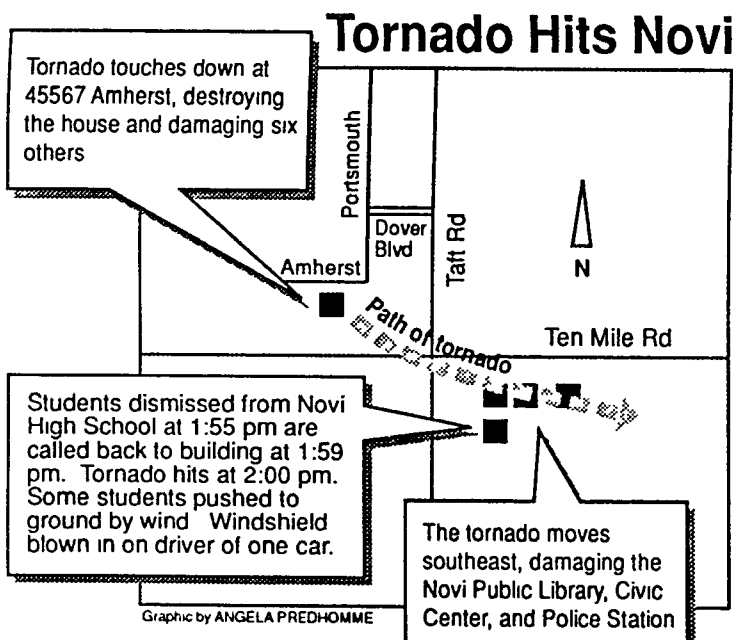 Tornado Hits Novi
Tornado touches down at
45567 Amherst, destroying
the house and damaging six
others
Portsmouth
Dover
Blvd
Taft Rd
N
Amherst
Path of tornado
Ten Mile Rd
Students dismissed from Novi
High School at 1:55 pm are
called back to building at 1:59
pm. Tornado hits at 2:00 pm.
Some students pushed to
ground by wind Windshield
blown in on driver of one car.
The tornado moves
southeast, damaging the
Novi Public Library, Civic
Center, and Police Station
Graphic by ANGELA PREDHOMME